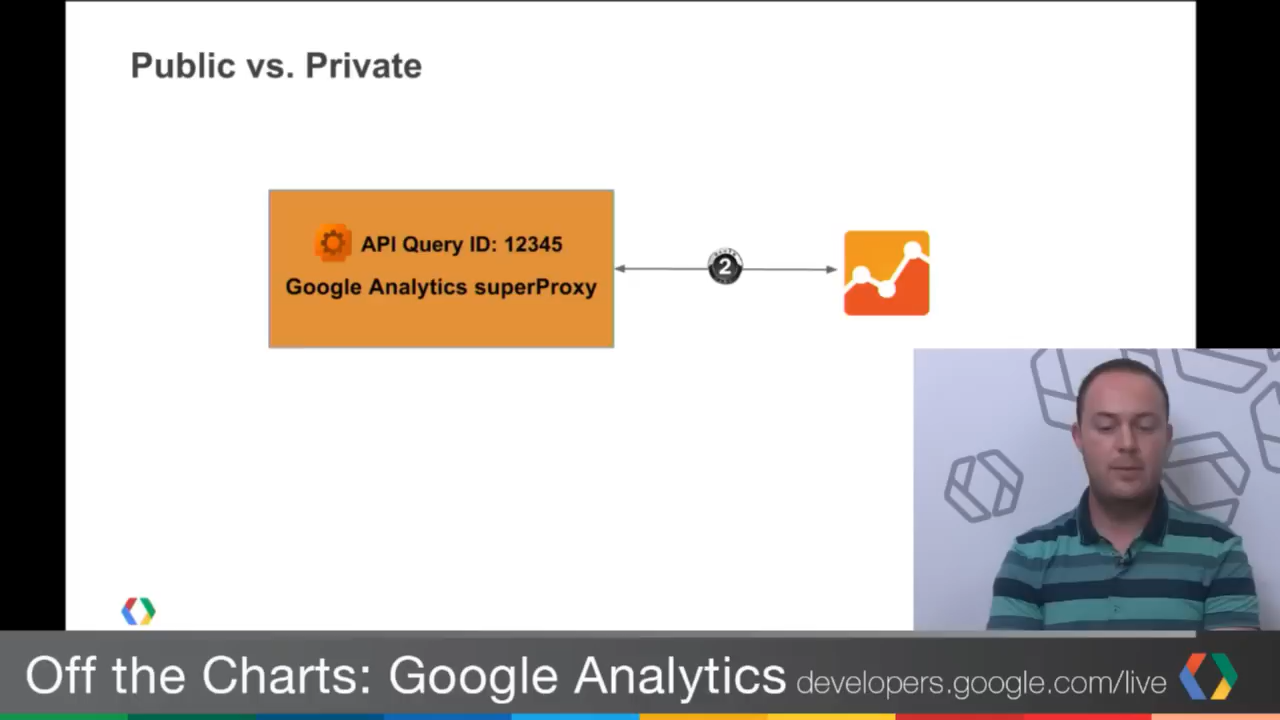 Public vs. Private
API Query ID: 12345
Google Analytics superProxy
2
Off the Charts: Google Analytics developers.google.com/live